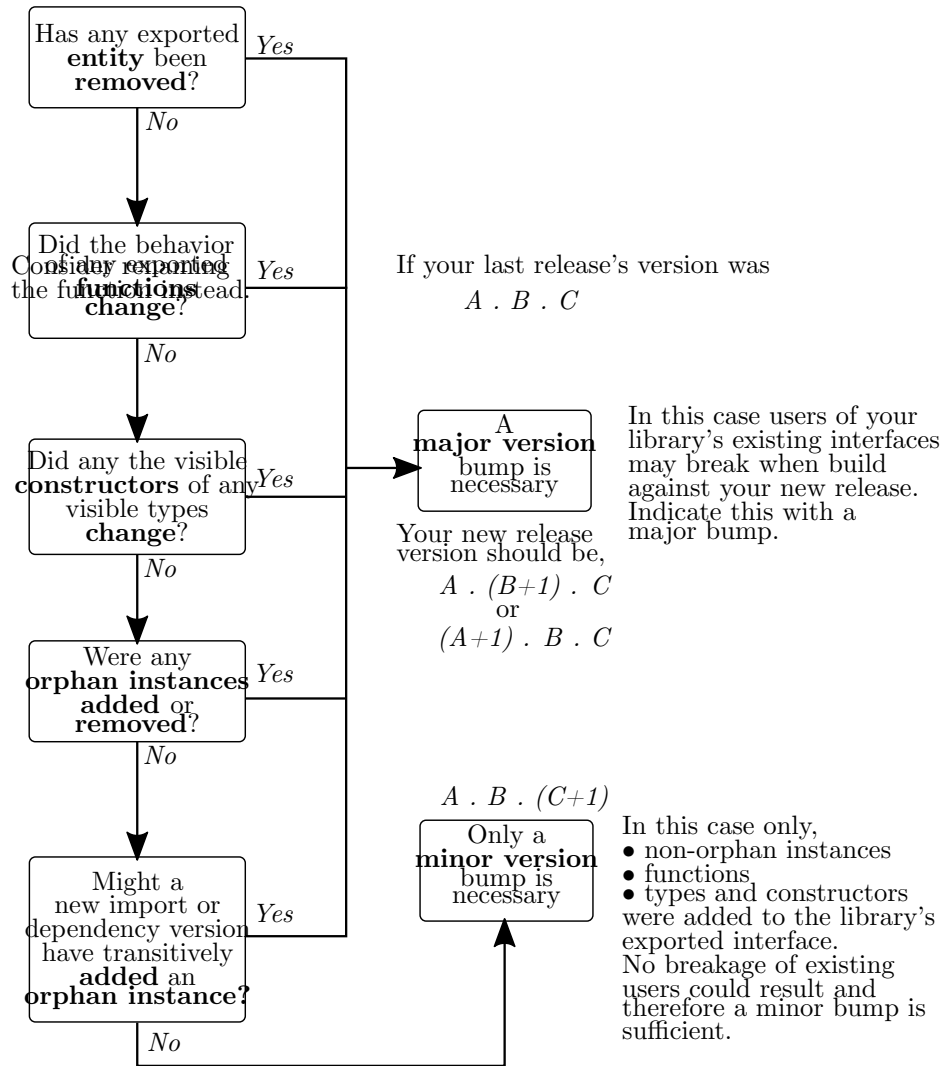 Has any exported
entity been
removed?
Yes
No
Did the behavior
of any exported
functions
change?
Consider renaming
the function instead.
Yes
No
If your last release's version was
A . B . C
Did any the visible
constructors of any
visible types
change?
Yes
No
A
major version
bump is
necessary
In this case users of your
library's existing interfaces
may break when build
against your new release.
Indicate this with a
major bump.
Your new release
version should be,
A . (B+1) . C
or
(A+1) . B . C
Were any
orphan instances
added or
removed?
Yes
No
A . B . (C+1)
Only a
minor version
bump is
necessary
In this case only,
• non-orphan instances
• functions
• types and constructors
were added to the library's
exported interface.
No breakage of existing
users could result and
therefore a minor bump is
sufficient.
Might a
new import or
dependency version
have transitively
added an
orphan instance?
Yes
No